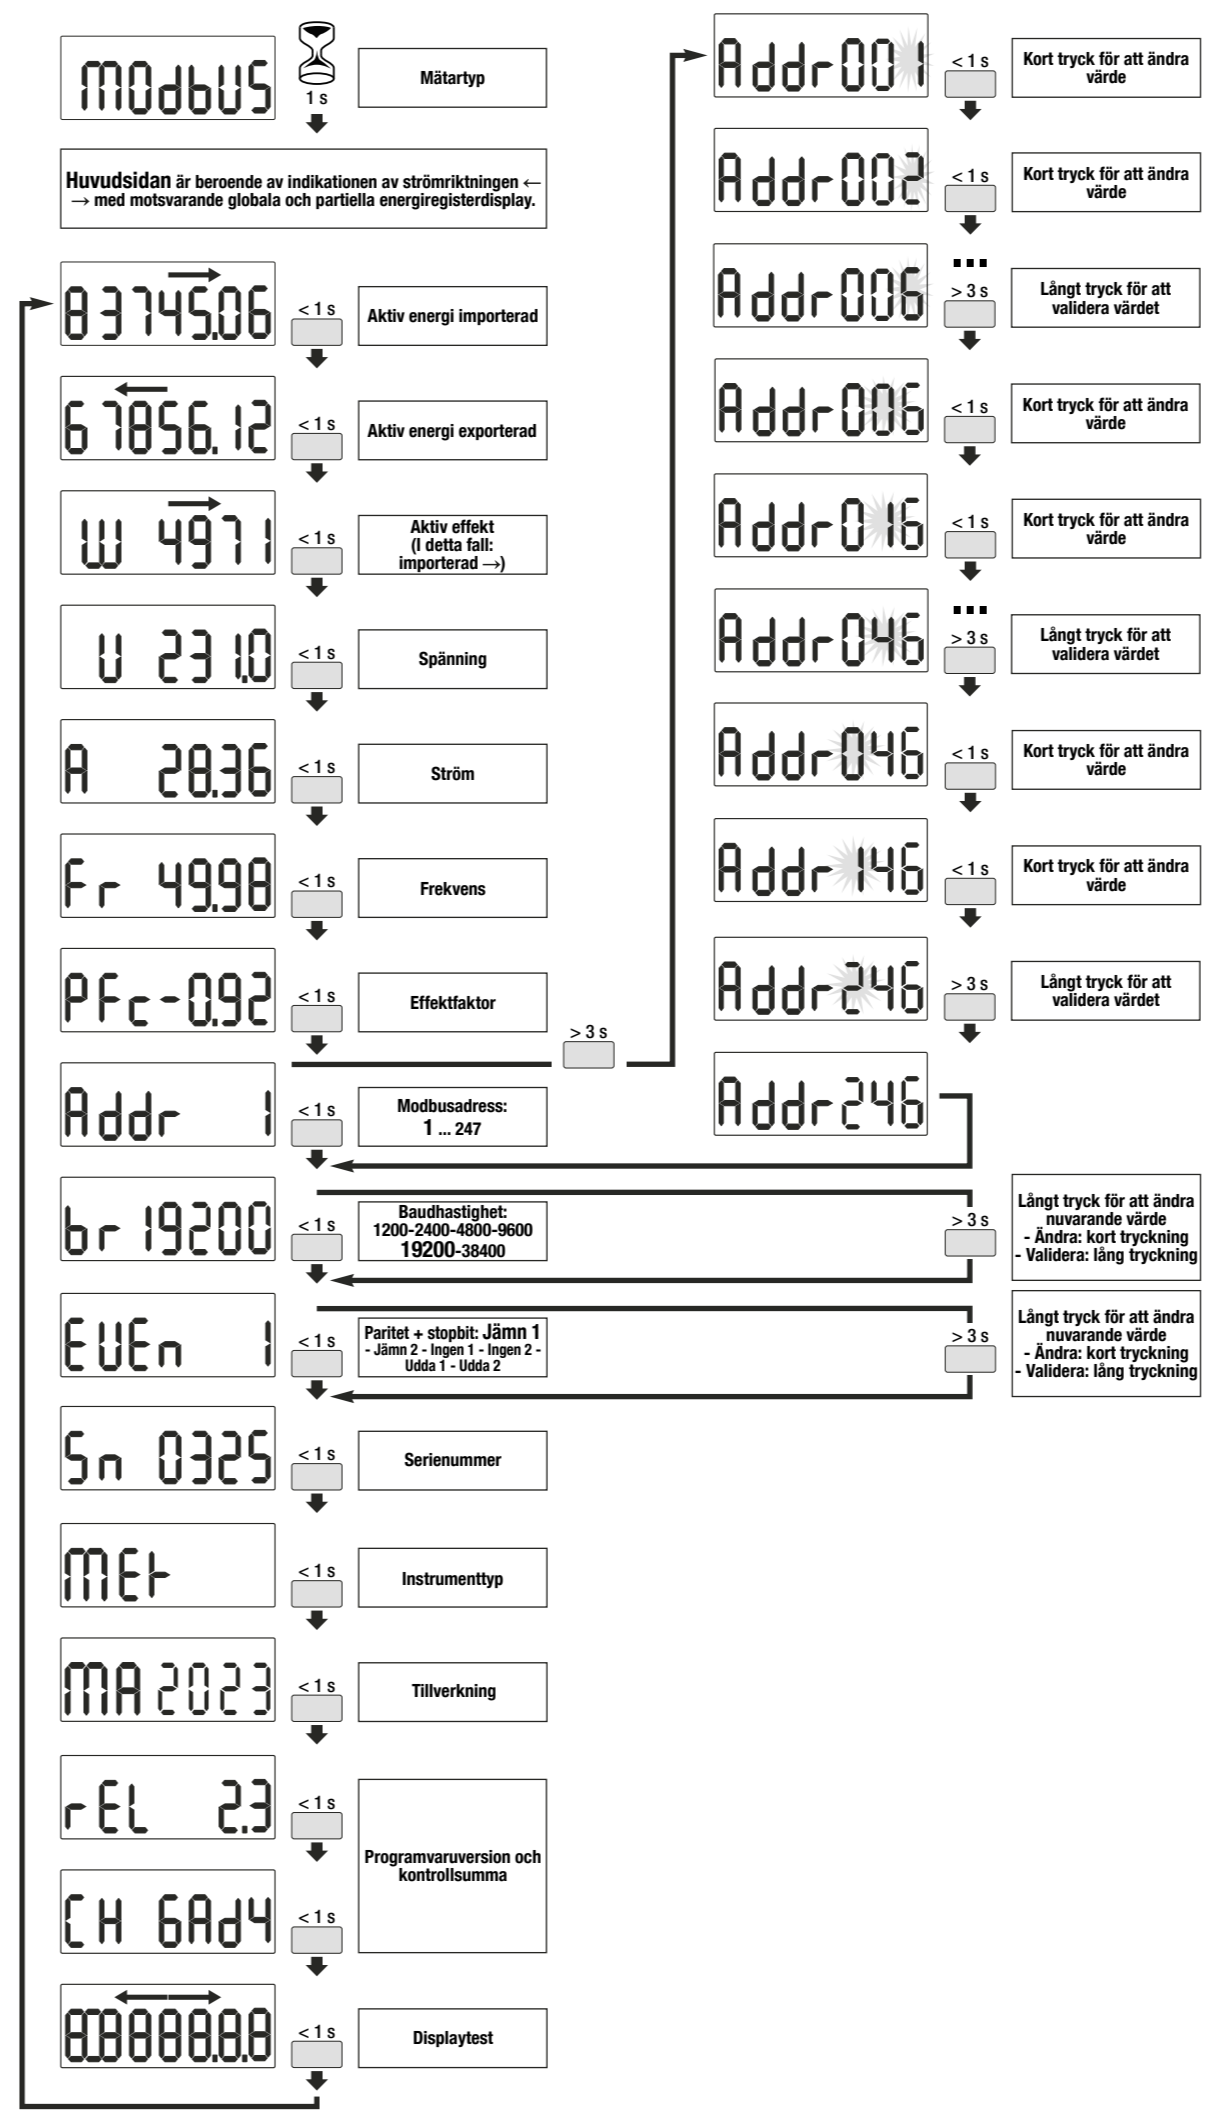 MOdbUS
1 s
Mätartyp
Huvudsidan är beroende av indikationen av strömriktningen ←
→ med motsvarande globala och partiella energiregisterdisplay.
83745.06
< 1 s
Aktiv energi importerad
67856.12
< 1 s
Aktiv energi exporterad
W 4971
< 1 s
Aktiv effekt
(I detta fall:
importerad →)
U 231.0
< 1 s
Spänning
A 28.36
< 1 s
Ström
Fr 49.98
< 1 s
Frekvens
PFc-0.92
< 1 s
Effektfaktor
> 3 s
Addr 1
< 1 s
Modbusadress:
1 ... 247
br 19200
< 1 s
Baudhastighet:
1200-2400-4800-9600
19200-38400
> 3 s
Långt tryck för att ändra
nuvarande värde
- Ändra: kort tryckning
- Validera: lång tryckning
EUEn 1
< 1 s
Paritet + stopbit: Jämn 1
- Jämn 2 - Ingen 1 - Ingen 2 -
Udda 1 - Udda 2
> 3 s
Långt tryck för att ändra
nuvarande värde
- Ändra: kort tryckning
- Validera: lång tryckning
Sn 0325
< 1 s
Serienummer
MEt
< 1 s
Instrumenttyp
MA2023
< 1 s
Tillverkning
rEL 2.3
< 1 s
CH 6Ad4
< 1 s
Programvaruversion och
kontrollsumma
8.8.8888.8.8
< 1 s
Displaytest
Addr001
< 1 s
Kort tryck för att ändra
värde
Addr002
< 1 s
Kort tryck för att ändra
värde
Addr006
...
> 3 s
Långt tryck för att
validera värdet
Addr006
< 1 s
Kort tryck för att ändra
värde
Addr016
< 1 s
Kort tryck för att ändra
värde
Addr046
...
> 3 s
Långt tryck för att
validera värdet
Addr046
< 1 s
Kort tryck för att ändra
värde
Addr146
< 1 s
Kort tryck för att ändra
värde
Addr246
> 3 s
Långt tryck för att
validera värdet
Addr246